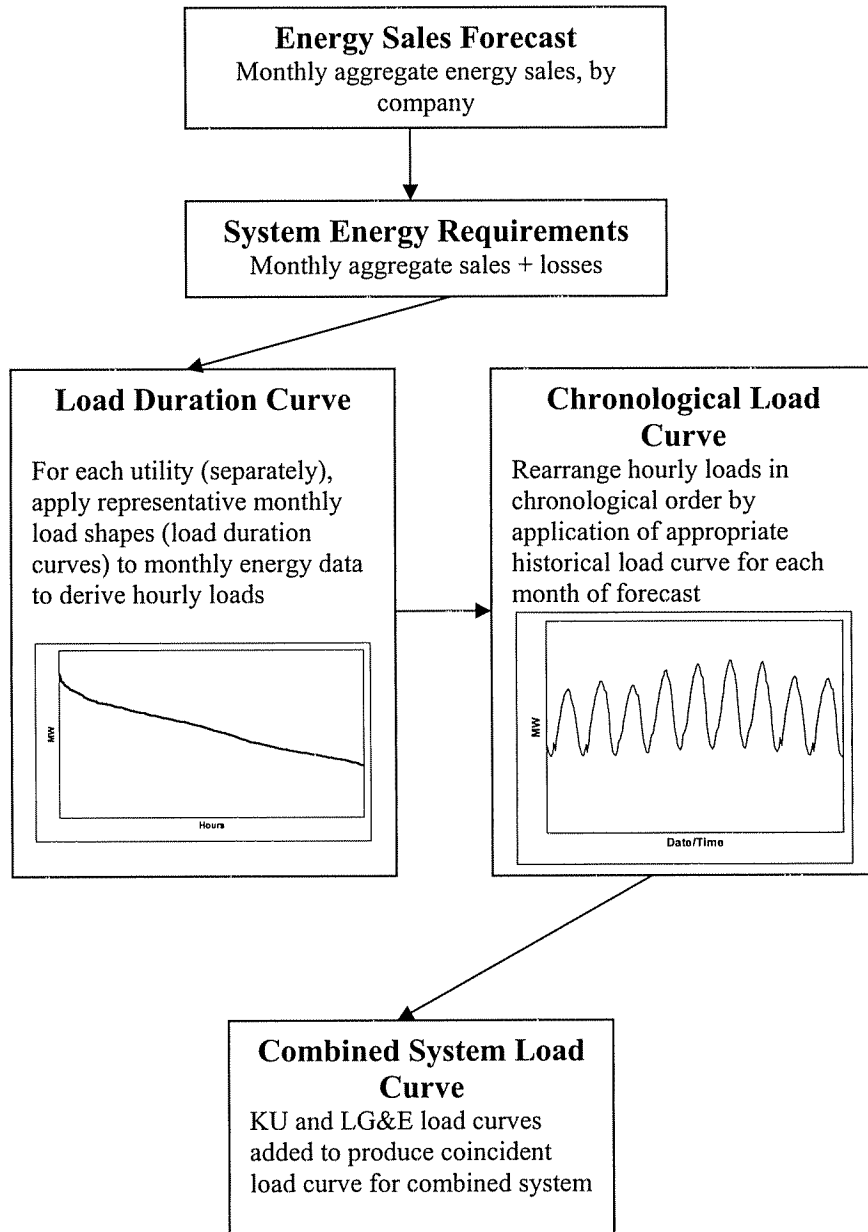 Energy Sales Forecast
Monthly aggregate energy sales, by
company
System Energy Requirements
Monthly aggregate sales + losses
Load Duration Curve
For each utility (separately),
apply representative monthly
load shapes (load duration
curves) to monthly energy data
to derive hourly loads
MW
Hours
Chronological Load
Curve
Rearrange hourly loads in
chronological order by
application of appropriate
historical load curve for each
month of forecast
MW
Date/Time
Combined System Load
Curve
KU and LG&E load curves
added to produce coincident
load curve for combined system